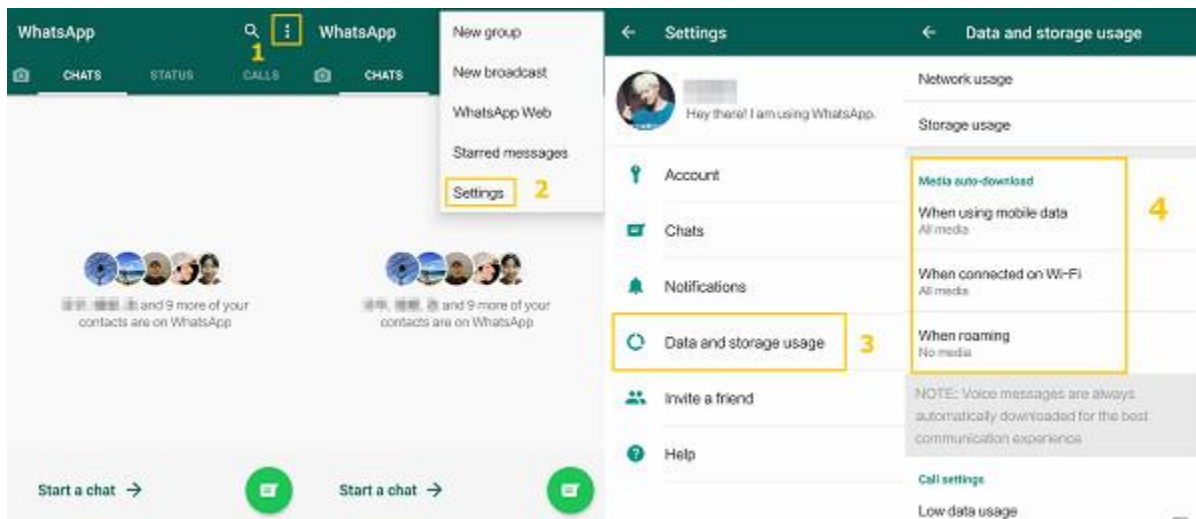 WhatsApp
1
CHATS
STATUS
CALLS
and 9 more of your
contacts are on WhatsApp
Start a chat →
WhatsApp
CHATS
New group
New broadcast
WhatsApp Web
Starred messages
Settings
2
and 9 more of your
contacts are on WhatsApp
Start a chat →
Settings
Hey there! I am using WhatsApp.
Account
Chats
Notifications
Data and storage usage
3
Invite a friend
Help
Data and storage usage
Network usage
Storage usage
Media auto-download
4
When using mobile data
All media
When connected on Wi-Fi
All media
When roaming
No media
NOTE: Voice messages are always
automatically downloaded for the best
communication experience
Call settings
Low data usage